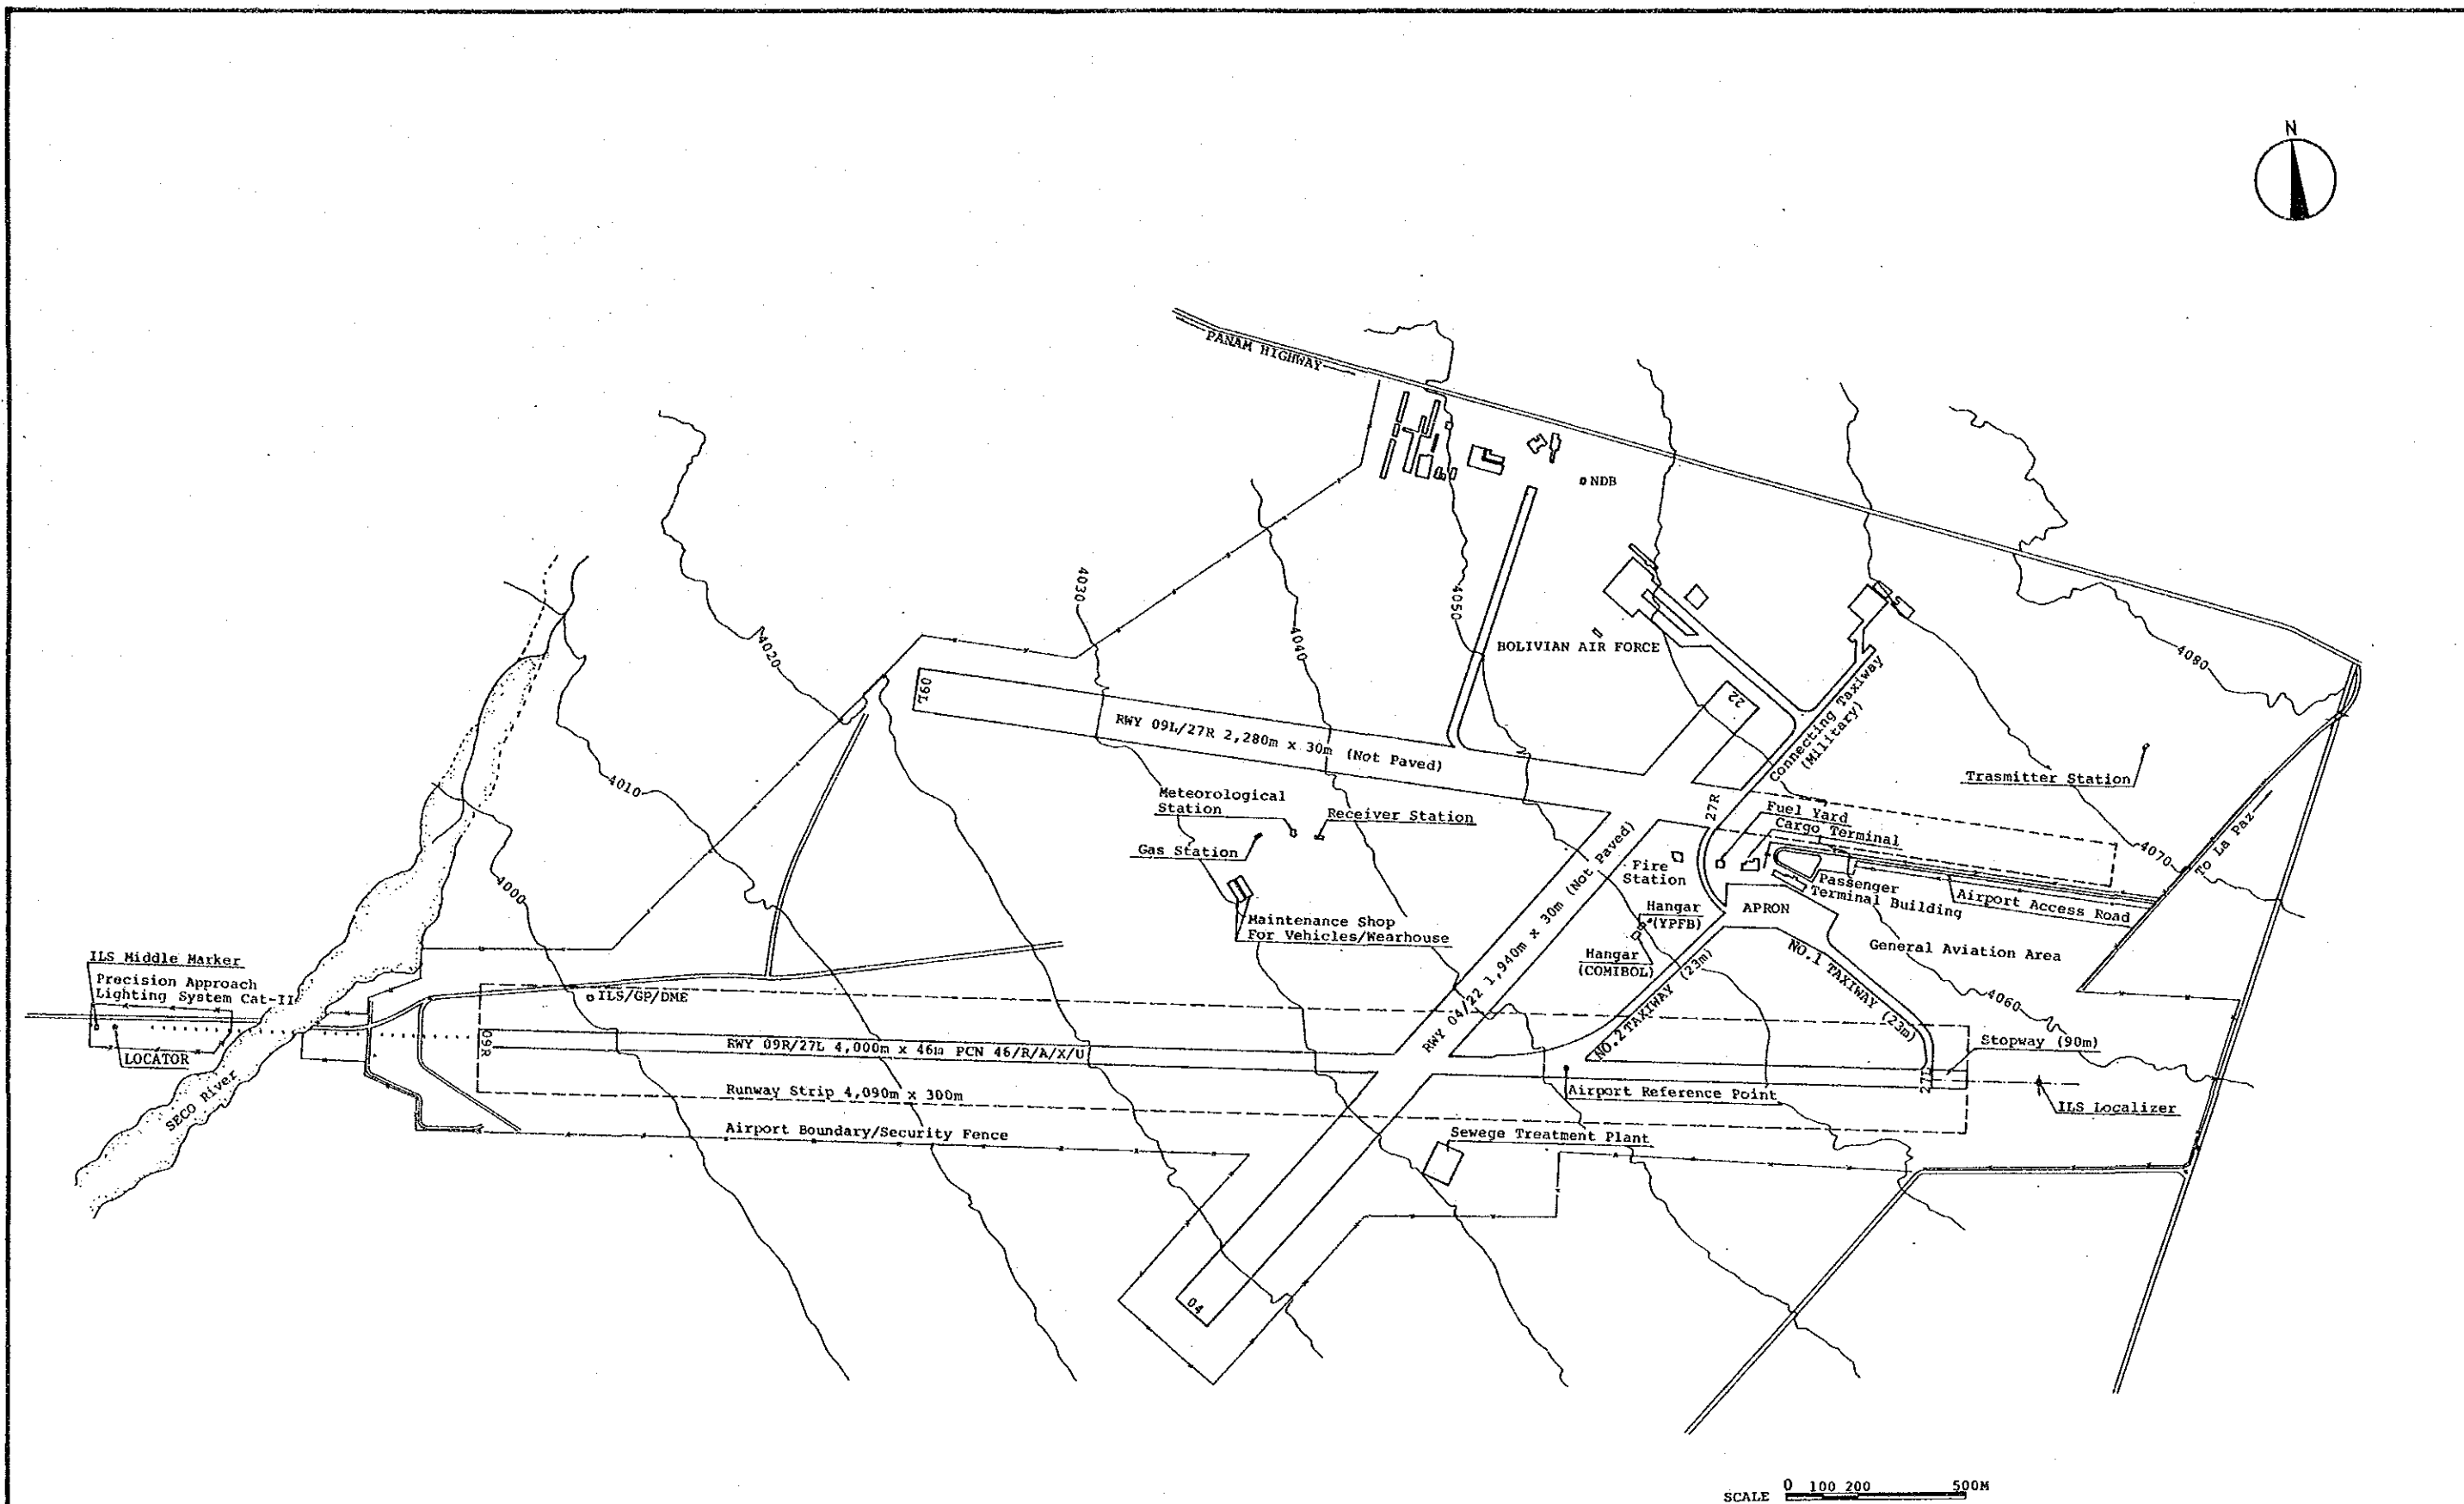 N
PANAM HIGHWAY
NDB
4030
4050
4020
4040
BOLIVIAN AIR FORCE
4080
09L
22
RWY 09L/27R 2,280m x 30m (Not Paved)
Connecting Taxiway
(Military)
Trasmitter Station
4010
Meteorological
Station
Receiver Station
Gas Station
27R
Fuel Yard
Cargo Terminal
4070
To La Paz
Fire
Station
Passenger
Terminal Building
Airport Access Road
4000
Maintenance Shop
For Vehicles/Wearhouse
Hangar
(YPFB)
APRON
Hangar
(COMIBOL)
General Aviation Area
RWY 04/22 1,940m x 30m (Not Paved)
NO.1 TAXIWAY (23m)
NO.2 TAXIWAY (23m)
4060
ILS Middle Marker
Precision Approach
Lighting System Cat-II
ILS/GP/DME
LOCATOR
09R
RWY 09R/27L 4,000m x 46m PCN 46/R/A/X/U
Stopway (90m)
27L
SECO River
Runway Strip 4,090m x 300m
Airport Reference Point
ILS Localizer
Airport Boundary/Security Fence
Sewege Treatment Plant
04
SCALE 0 100 200 500M